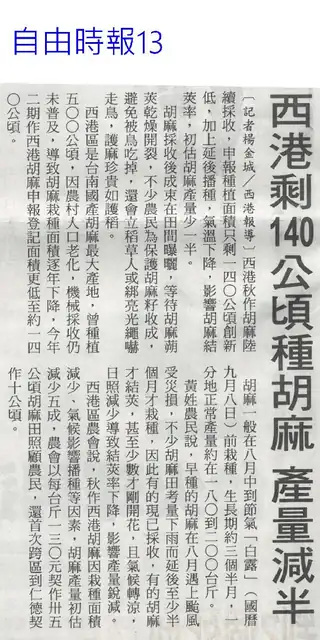 自由時報13
西港剩140公頃種胡麻 產量減半
〔記者楊金城／西港報導〕西港秋作胡麻陸
續採收，申報種植面積只剩一四○公頃創新
低，加上延後播種，氣溫下降，影響胡麻結
莢率，初估胡麻產量少一半。
胡麻採收後成束在田間曝曬，等待胡麻蒴
莢乾燥開裂，不少農民為保護胡麻籽收成，
避免被鳥吃掉，還會立稻草人或綁亮光繩嚇
走鳥，護麻珍貴如護稻。
西港區是台南國產胡麻最大產地，曾種植
五○○公頃，因農村人口老化，機械採收仍
未普及，導致胡麻栽種面積逐年下降，今年
二期作西港胡麻申報登記面積更低至約一四
○公頃。
胡麻一般在八月中到節氣「白露」（國曆
九月八日）前栽種，生長期約三個半月，一
分地正常產量約在一八○到二○○台斤。
黃姓農民說，早種的胡麻在八月遇上颱風
受災損，不少胡麻田考量下雨而延後至少半
個月才栽種，因此有的現已採收，有的胡麻
才結莢，甚至少數才剛開花，且氣候轉涼，
日照減少導致結莢率下降，影響產量銳減。
西港區農會說，秋作西港胡麻因栽種面積
減少、氣候影響播種等因素，胡麻產量初估
減少五成，農會以每台斤一三○元契作卅五
公頃胡麻田照顧農民，還首次跨區到仁德契
作十公頃。